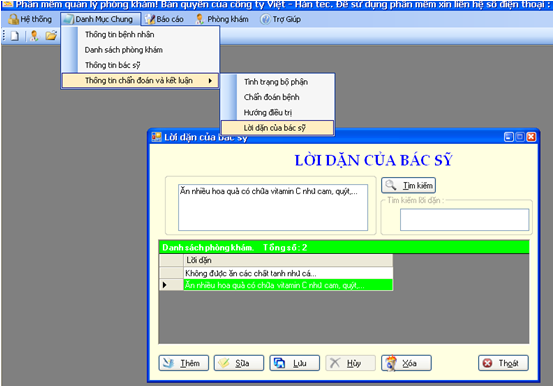 Phần mềm quản lý phòng khám! Bản quyền của công ty Việt - Hàn tec, Để sử dụng phần mềm xin liên hệ số điện thoại :
Hệ thống Danh Mục Chung Báo cáo Phòng khám Trợ Giúp
Thông tin bệnh nhân
Danh sách phòng khám
Thông tin bác sỹ
Thông tin chẩn đoán và kết luận
Tình trạng bộ phận
Chẩn đoán bệnh
Hướng điều trị
Lời dặn của bác sỹ
Lời dặn của bác sỹ
LỜI DẶN CỦA BÁC SỸ
Ăn nhiều hoa quả có chữa vitamin C như cam, quýt,...
Tìm kiếm
Tìm kiếm lời dặn :
Danh sách phòng khám. Tổng số: 2
Lời dặn
Không được ăn các chất tanh như cá...
Ăn nhiều hoa quả có chữa vitamin C như cam, quýt,...
Thêm Sửa Lưu Hủy Xóa Thoát